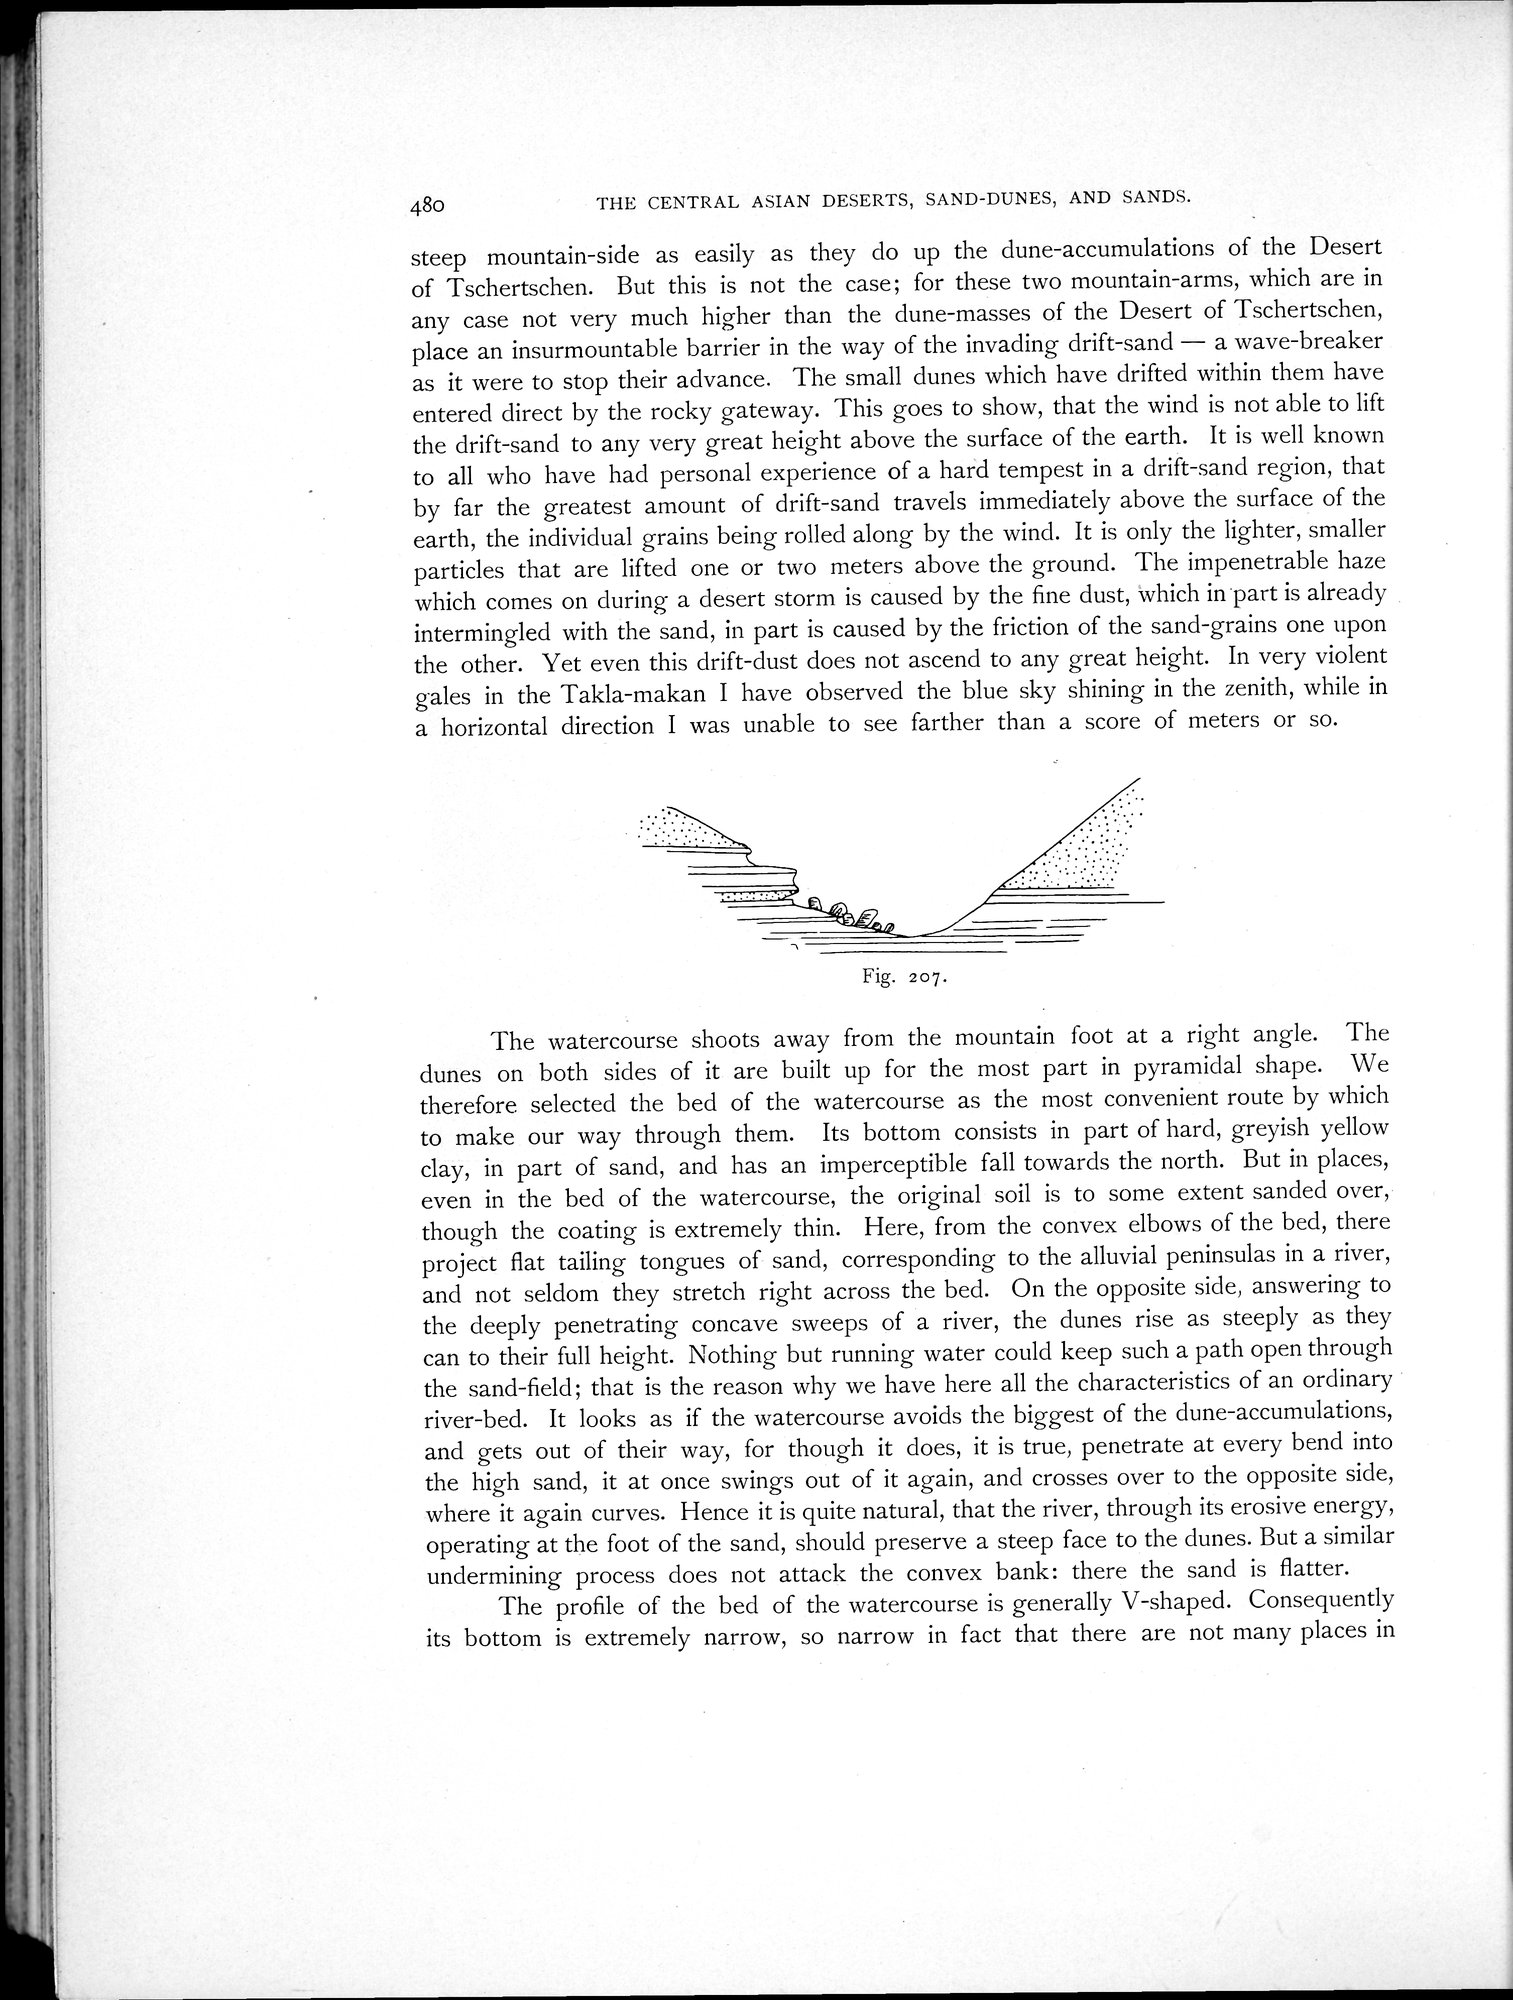 480
THE CENTRAL ASIAN DESERTS, SAND-DUNES, AND SANDS.
steep mountain-side as easily as they do up the dune-accumulations of the Desert
of Tschertschen. But this is not the case; for these two mountain-arms, which are in
any case not very much higher than the dune-masses of the Desert of Tschertschen,
place an insurmountable barrier in the way of the invading drift-sand — a wave-breaker
as it were to stop their advance. The small dunes which have drifted within them have
entered direct by the rocky gateway. This goes to show, that the wind is not able to lift
the drift-sand to any very great height above the surface of the earth. It is well known
to all who have had personal experience of a hard tempest in a drift-sand region, that
by far the greatest amount of drift-sand travels immediately above the surface of the
earth, the individual grains being rolled along by the wind. It is only the lighter, smaller
particles that are lifted one or two meters above the ground. The impenetrable haze
which comes on during a desert storm is caused by the fine dust, which in part is already
intermingled with the sand, in part is caused by the friction of the sand-grains one upon
the other. Yet even this drift-dust does not ascend to any great height. In very violent
gales in the Takla-makan I have observed the blue sky shining in the zenith, while in
a horizontal direction I was unable to see farther than a score of meters or so.
Fig. 207.
The watercourse shoots away from the mountain foot at a right angle. The
dunes on both sides of it are built up for the most part in pyramidal shape. We
therefore selected the bed of the watercourse as the most convenient route by which
to make our way through them. Its bottom consists in part of hard, greyish yellow
clay, in part of sand, and has an imperceptible fall towards the north. But in places,
even in the bed of the watercourse, the original soil is to some extent sanded over,
though the coating is extremely thin. Here, from the convex elbows of the bed, there
project flat tailing tongues of sand, corresponding to the alluvial peninsulas in a river,
and not seldom they stretch right across the bed. On the opposite side, answering to
the deeply penetrating concave sweeps of a river, the dunes rise as steeply as they
can to their full height. Nothing but running water could keep such a path open through
the sand-field; that is the reason why we have here all the characteristics of an ordinary
river-bed. It looks as if the watercourse avoids the biggest of the dune-accumulations,
and gets out of their way, for though it does, it is true, penetrate at every bend into
the high sand, it at once swings out of it again, and crosses over to the opposite side,
where it again curves. Hence it is quite natural, that the river, through its erosive energy,
operating at the foot of the sand, should preserve a steep face to the dunes. But a similar
undermining process does not attack the convex bank: there the sand is flatter.
The profile of the bed of the watercourse is generally V-shaped. Consequently
its bottom is extremely narrow, so narrow in fact that there are not many places in